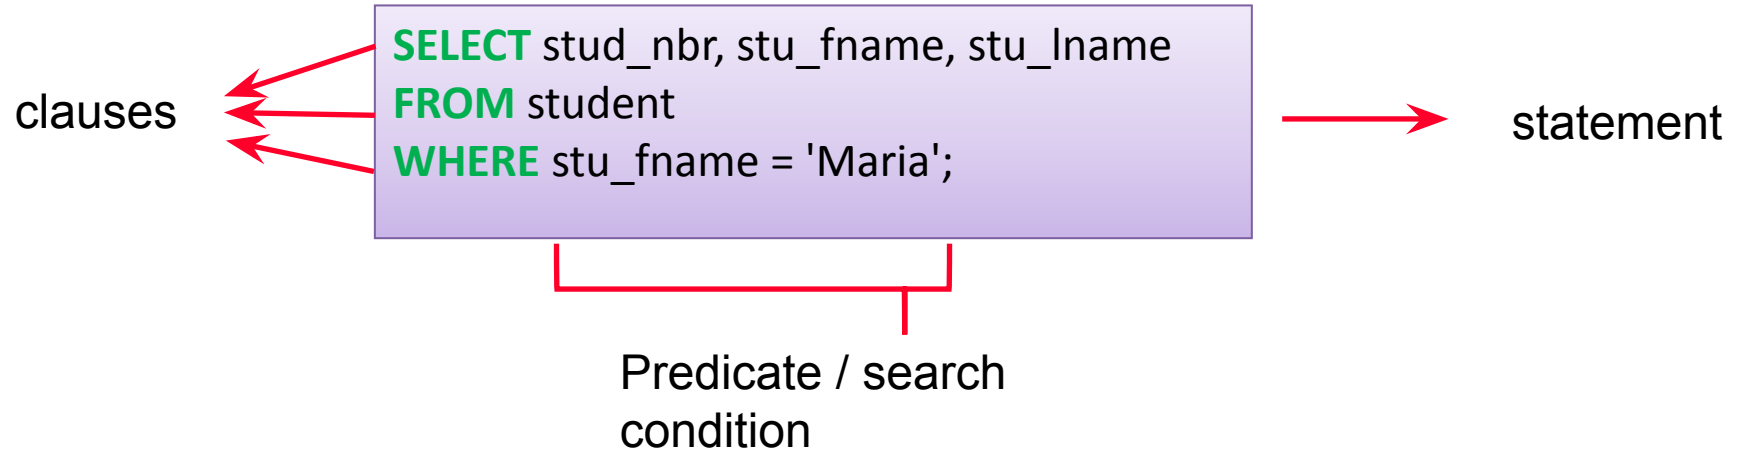 SELECT stud_nbr, stu_fname, stu_lname
FROM student
WHERE stu_fname = 'Maria';
clauses
statement
Predicate / search
condition